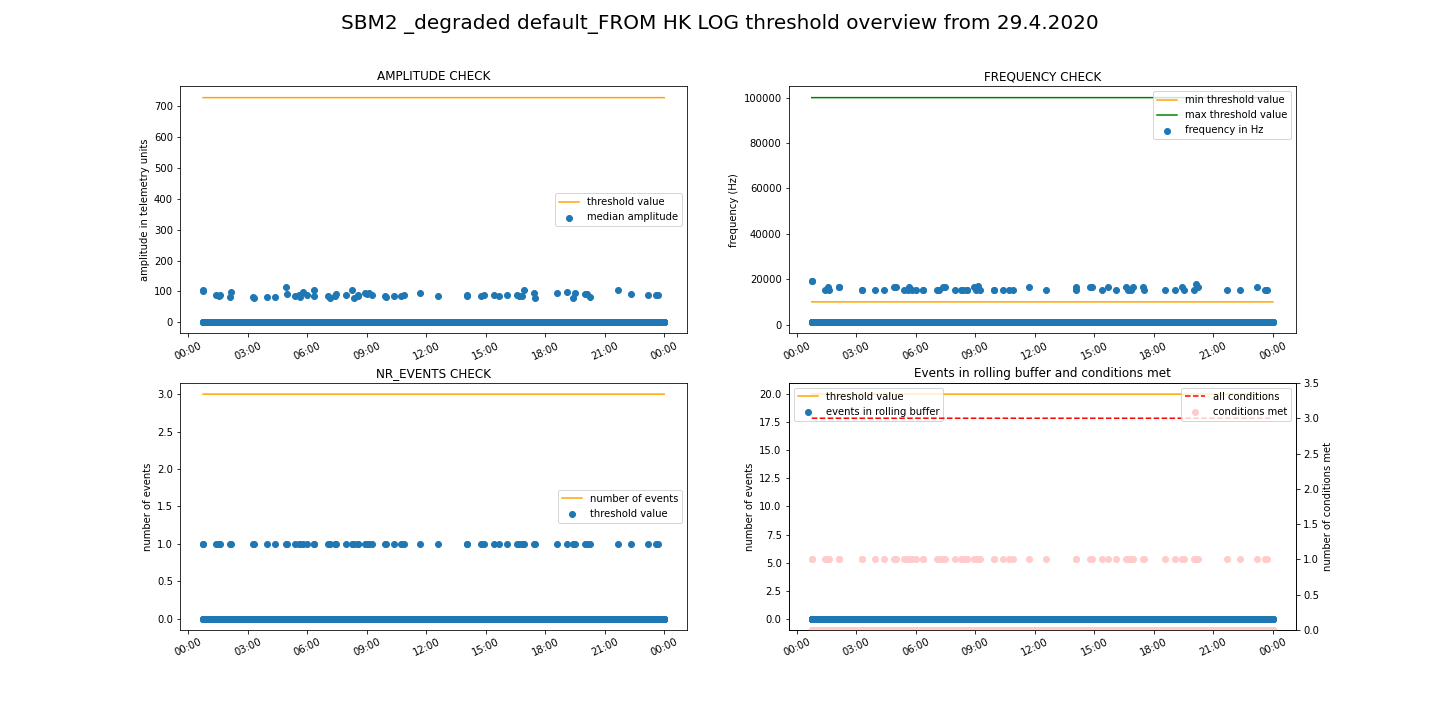 SBM2 _degraded default_FROM HK LOG threshold overview from 29.4.2020
AMPLITUDE CHECK
amplitude in telemetry units
700
600
500
400
300
200
100
0
threshold value
median amplitude
00:00 03:00 06:00 09:00 12:00 15:00 18:00 21:00 00:00
FREQUENCY CHECK
frequency (Hz)
100000
80000
60000
40000
20000
0
min threshold value
max threshold value
frequency in Hz
00:00 03:00 06:00 09:00 12:00 15:00 18:00 21:00 00:00
NR_EVENTS CHECK
number of events
3.0
2.5
2.0
1.5
1.0
0.5
0.0
number of events
threshold value
00:00 03:00 06:00 09:00 12:00 15:00 18:00 21:00 00:00
Events in rolling buffer and conditions met
number of events
20.0
17.5
15.0
12.5
10.0
7.5
5.0
2.5
0.0
threshold value
events in rolling buffer
all conditions
conditions met
3.5
3.0
2.5
2.0
1.5
1.0
0.5
0.0
number of conditions met
00:00 03:00 06:00 09:00 12:00 15:00 18:00 21:00 00:00